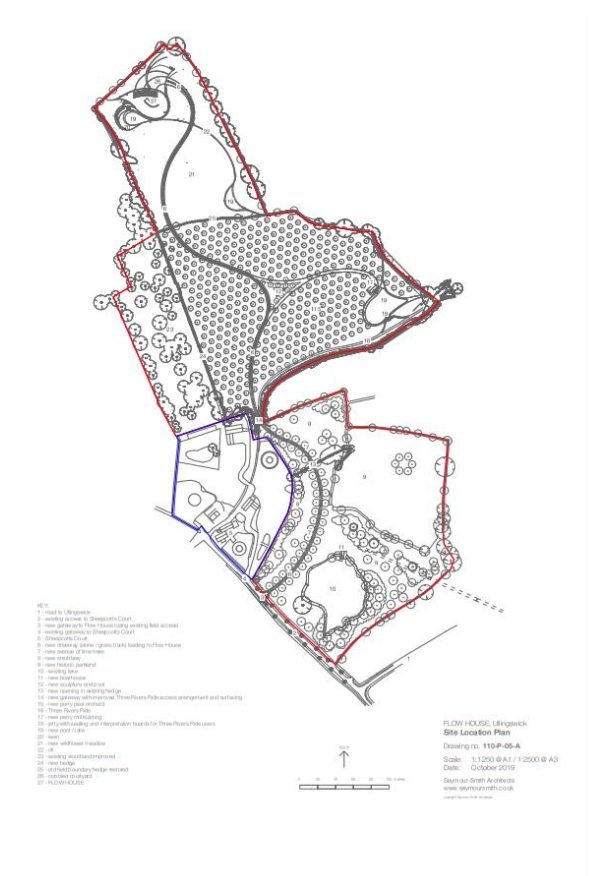 KEY:
1 - road to Ullingswick
2 - existing access to Sheepcotts Court
3 - new gateway to Flow House (using existing field access)
4 - existing gateway to Sheepcotts Court
5 - Sheepcotts Court
6 - new driveway (stone / grass track) leading to Flow House
7 - new avenue of lime trees
8 - new shrubbery
9 - new historic parkland
10 - existing lake
11 - new boathouse
12 - new sculpture and pool
13 - new opening in existing hedge
14 - new gateway with improved Three Rivers Ride access arrangement and surfacing
15 - new perry pear orchard
16 - Three Rivers Ride
17 - new perry mill building
18 - entry with seating and interpretation boards for Three Rivers Ride users
19 - new pool / lake
20 - lawn
21 - new wildflower meadow
22 - rill
23 - existing woodland improved
24 - new hedge
25 - old field boundary hedge restored
26 - cobbled courtyard
27 - FLOW HOUSE
FLOW HOUSE, Ullingswick
Site Location Plan
Drawing no. 110-P-05-A
Scale: 1:1250 @ A1 / 1:2500 @ A3
Date: October 2019
Seymour-Smith Architects
www.seymoursmith.co.uk